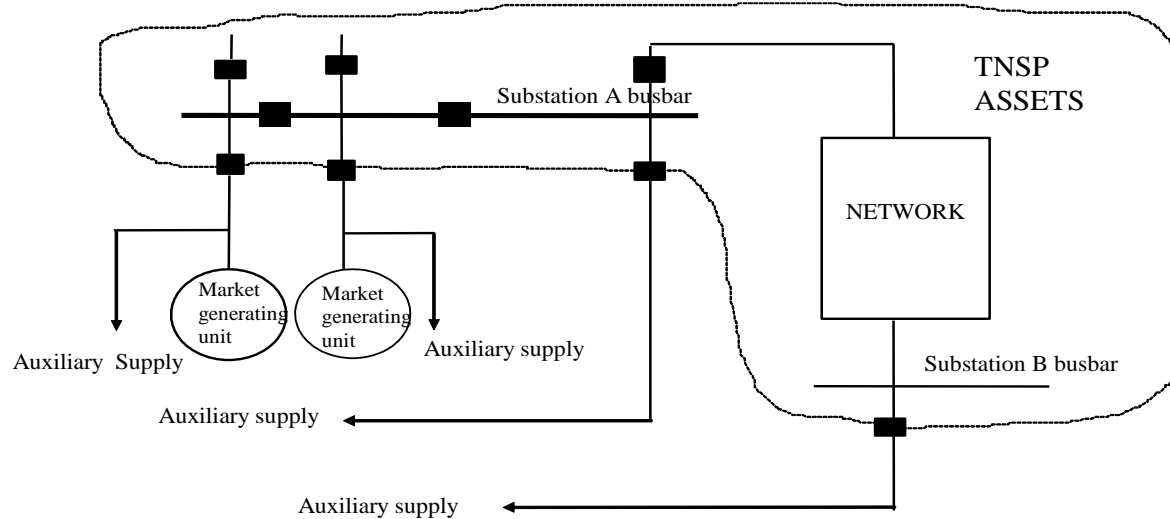 TNSP
ASSETS
Substation A busbar
NETWORK
Market
generating
unit
Market
generating
unit
Auxiliary Supply
Auxiliary supply
Substation B busbar
Auxiliary supply
Auxiliary supply